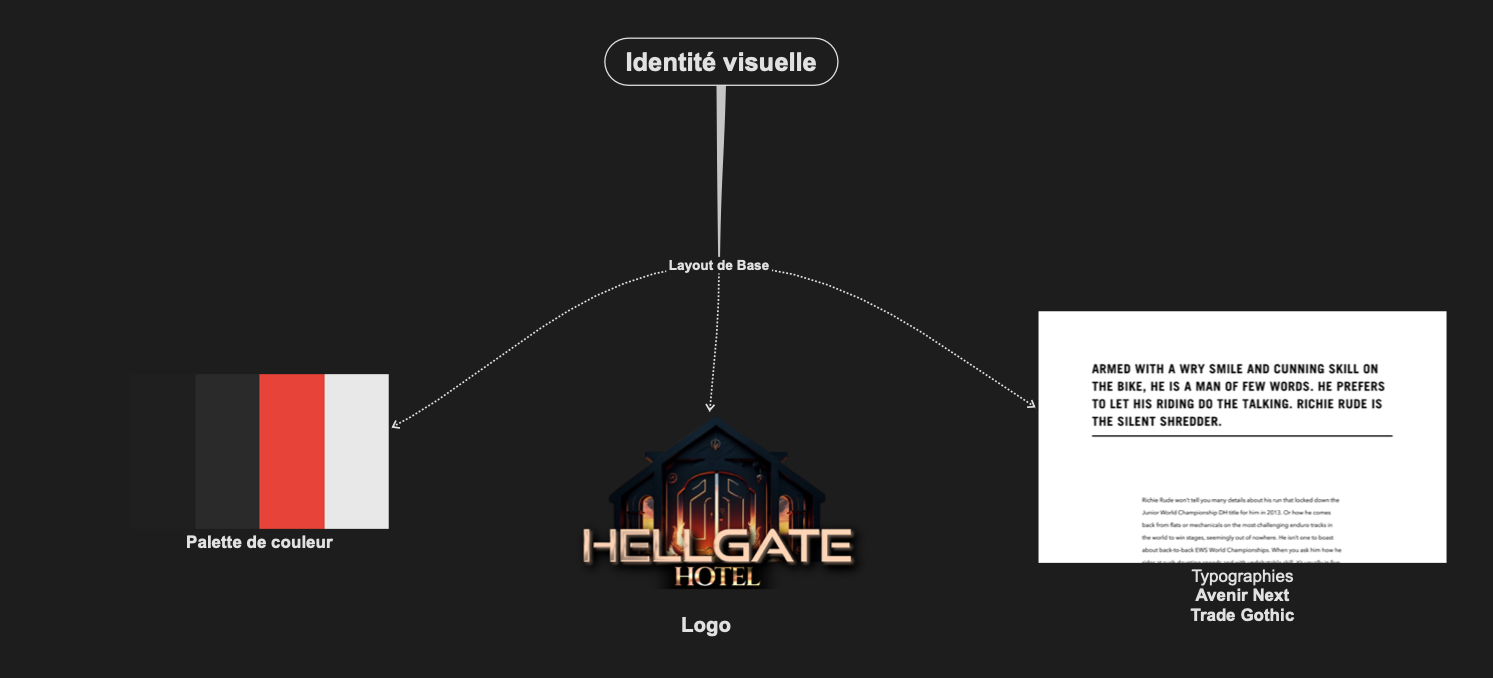 Identité visuelle
Layout de Base
Palette de couleur
HELLGATE
HOTEL
Logo
ARMED WITH A WRY SMILE AND CUNNING SKILL ON
THE BIKE, HE IS A MAN OF FEW WORDS. HE PREFERS
TO LET HIS RIDING DO THE TALKING. RICHIE RUDE IS
THE SILENT SHREDDER.
Richie Rude won't tell you many details about his run that locked down the
Junior World Championship DH title for him in 2013. Or how he comes
back from flats or mechanicals on the most challenging enduro tracks in
the world to win stages, seemingly out of nowhere. He isn't one to boast
about back-to-back EWS World Championships. When you ask him how he
Typographies
Avenir Next
Trade Gothic